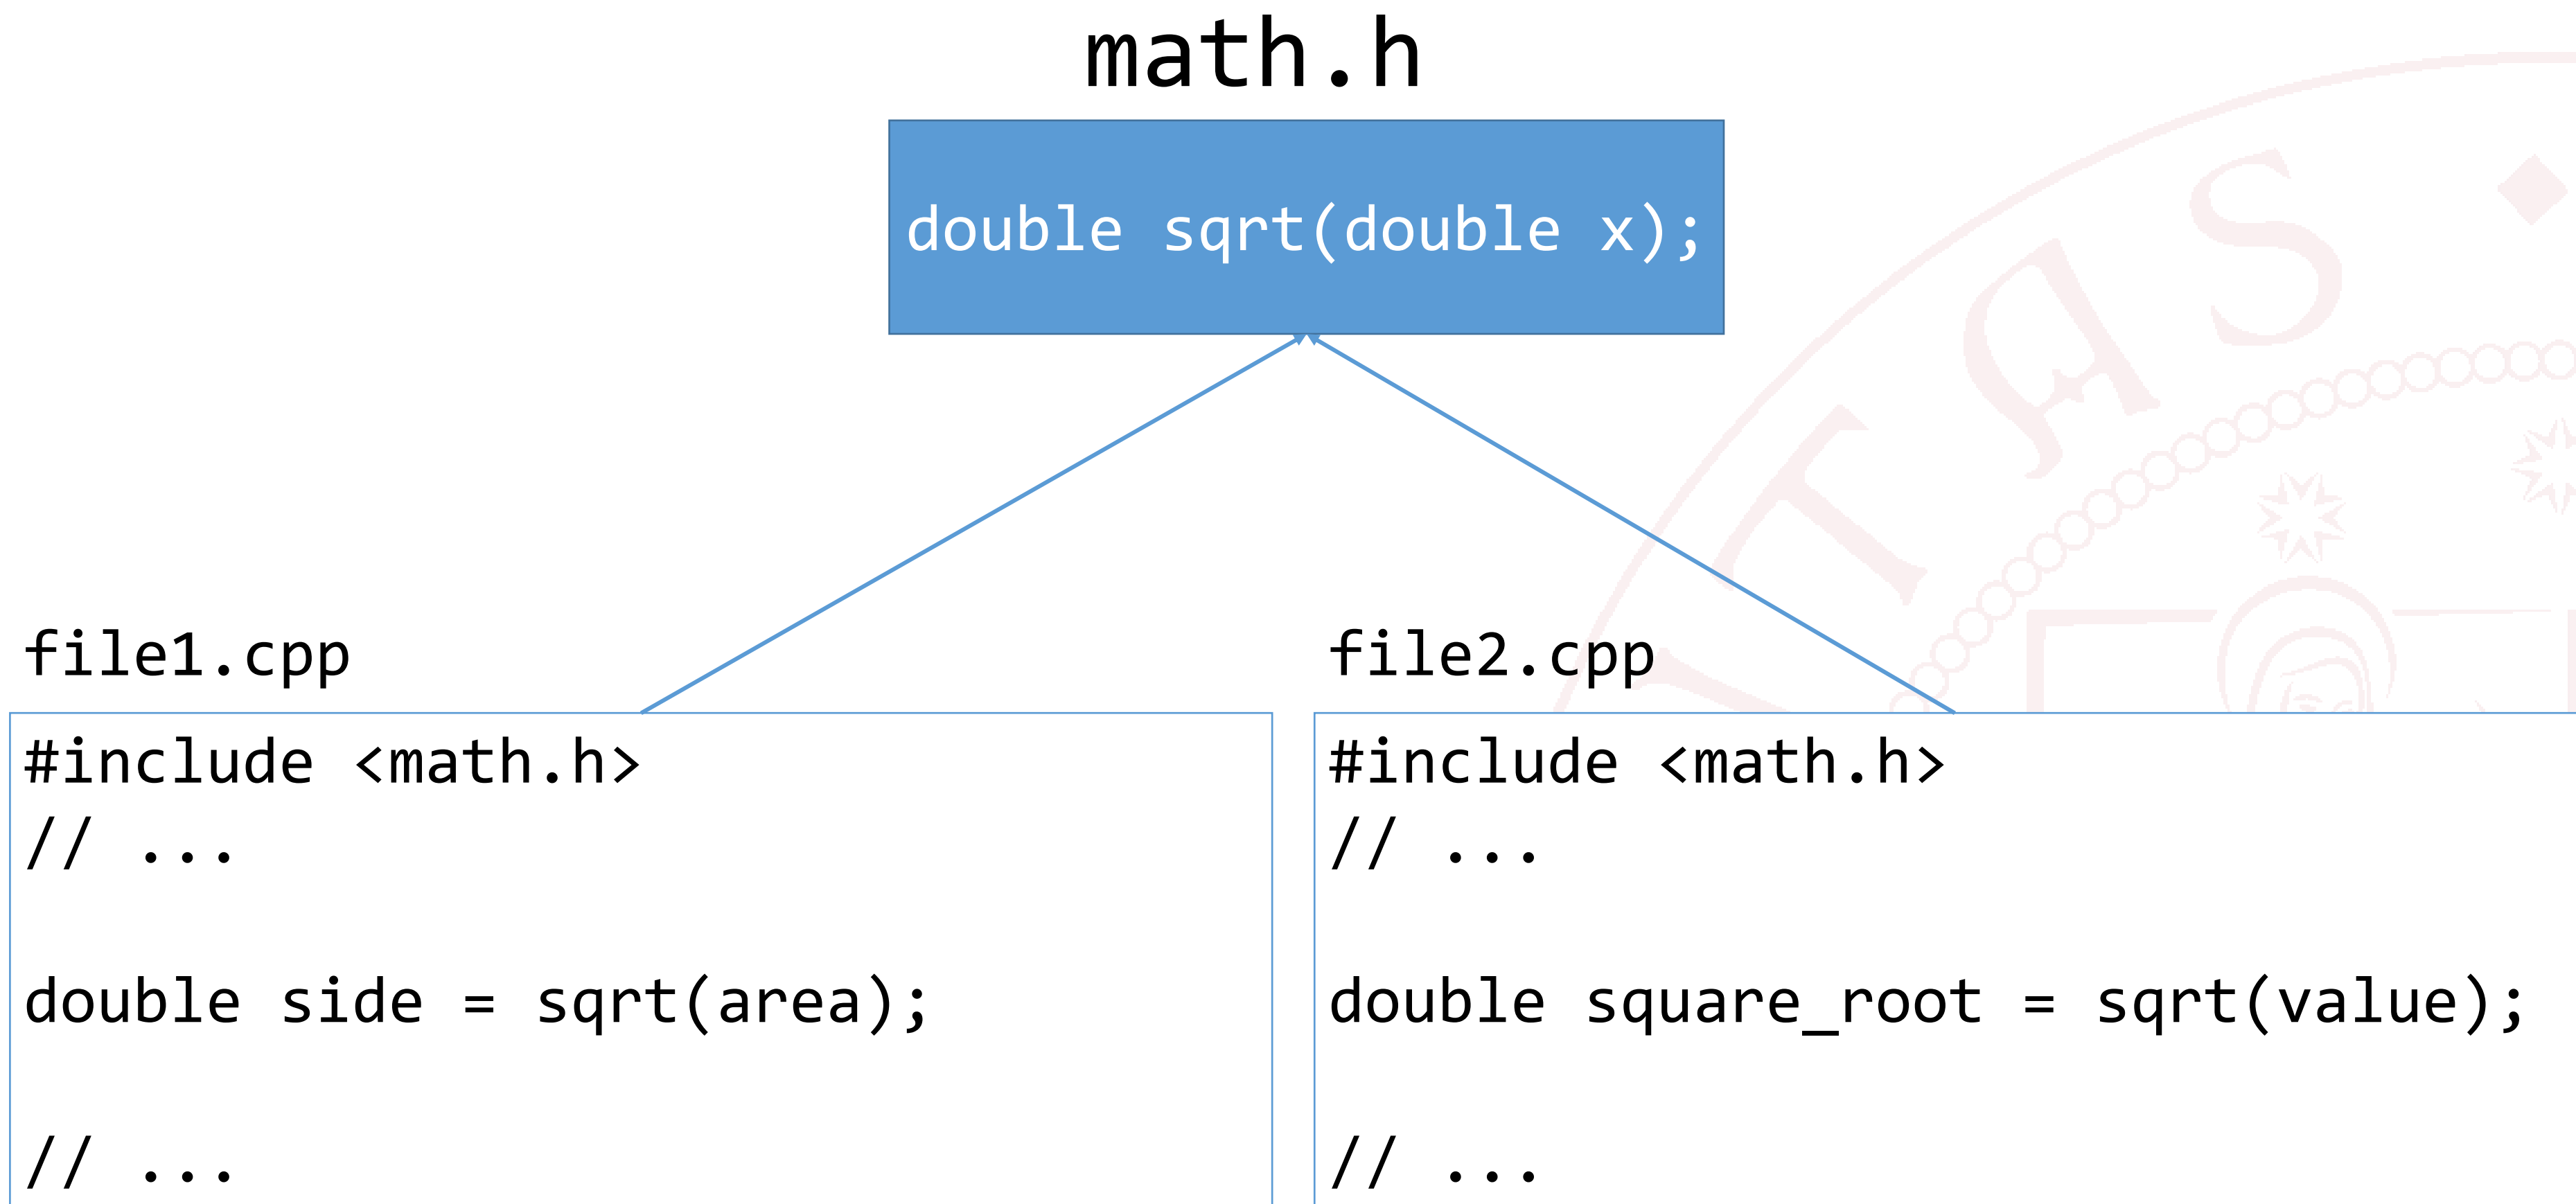 math.h
double sqrt(double x);
file1.cpp
#include <math.h>
// ...
double side = sqrt(area);
// ...
file2.cpp
#include <math.h>
// ...
double square_root = sqrt(value);
// ...